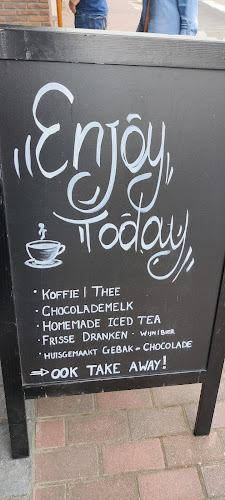 Enjoy
Today
· KOFFIE | THEE
· CHOCOLADEMELK
· HOMEMADE ICED TEA
· FRISSE DRANKEN - WIJN|BIER
· HUISGEMAAKT GEBAK - CHOCOLADE
⇒ OOK TAKE AWAY!